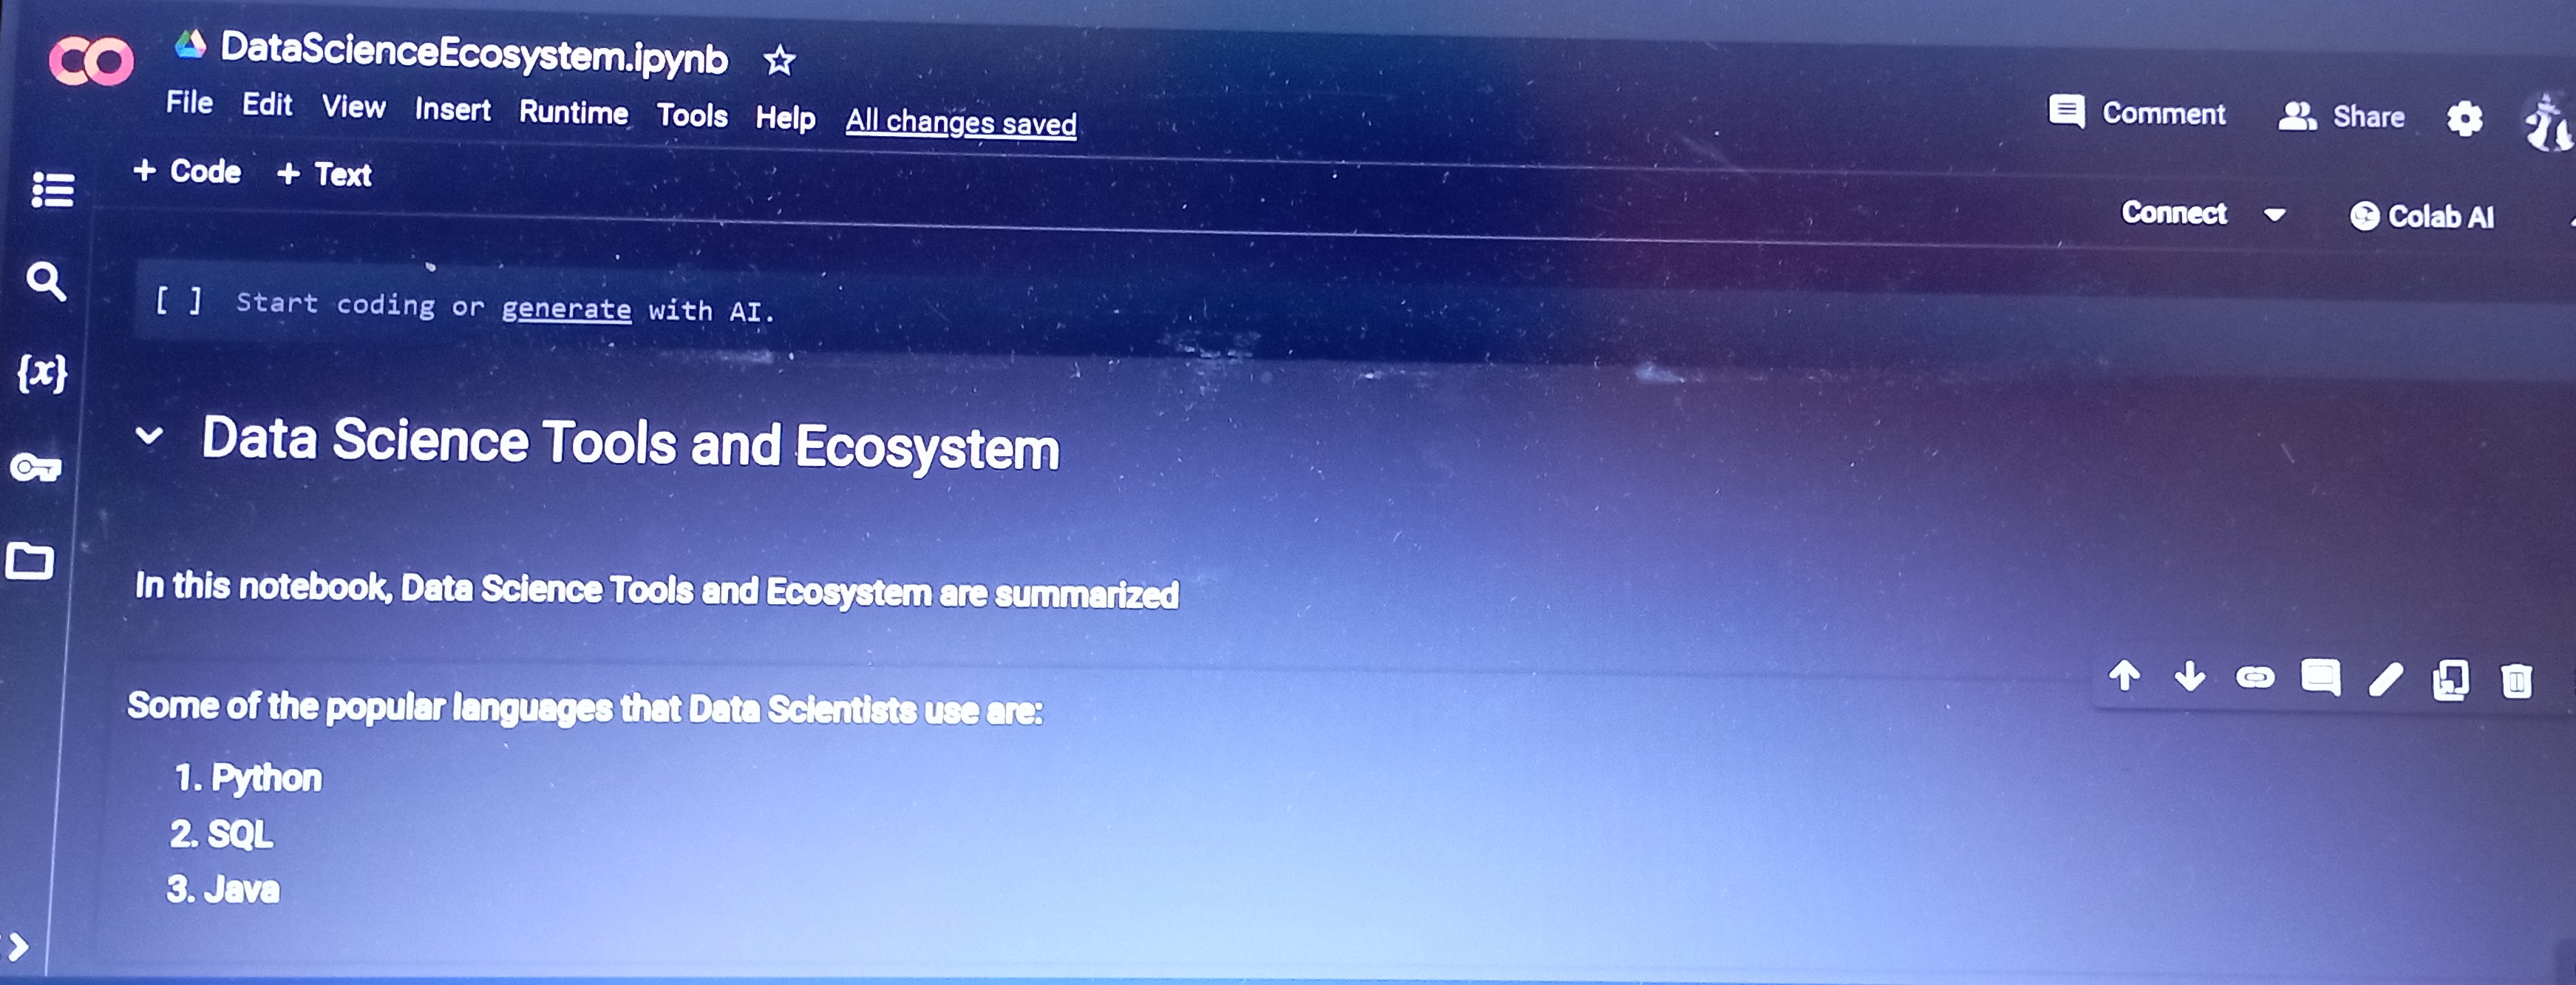 DataScienceEcosystem.ipynb
File Edit View Insert Runtime Tools Help All changes saved
Comment Share
+ Code + Text
Connect Colab AI
{x}
[ ] Start coding or generate with AI.
Data Science Tools and Ecosystem
In this notebook, Data Science Tools and Ecosystem are summarized
Some of the popular languages that Data Scientists use are:
1. Python
2. SQL
3. Java